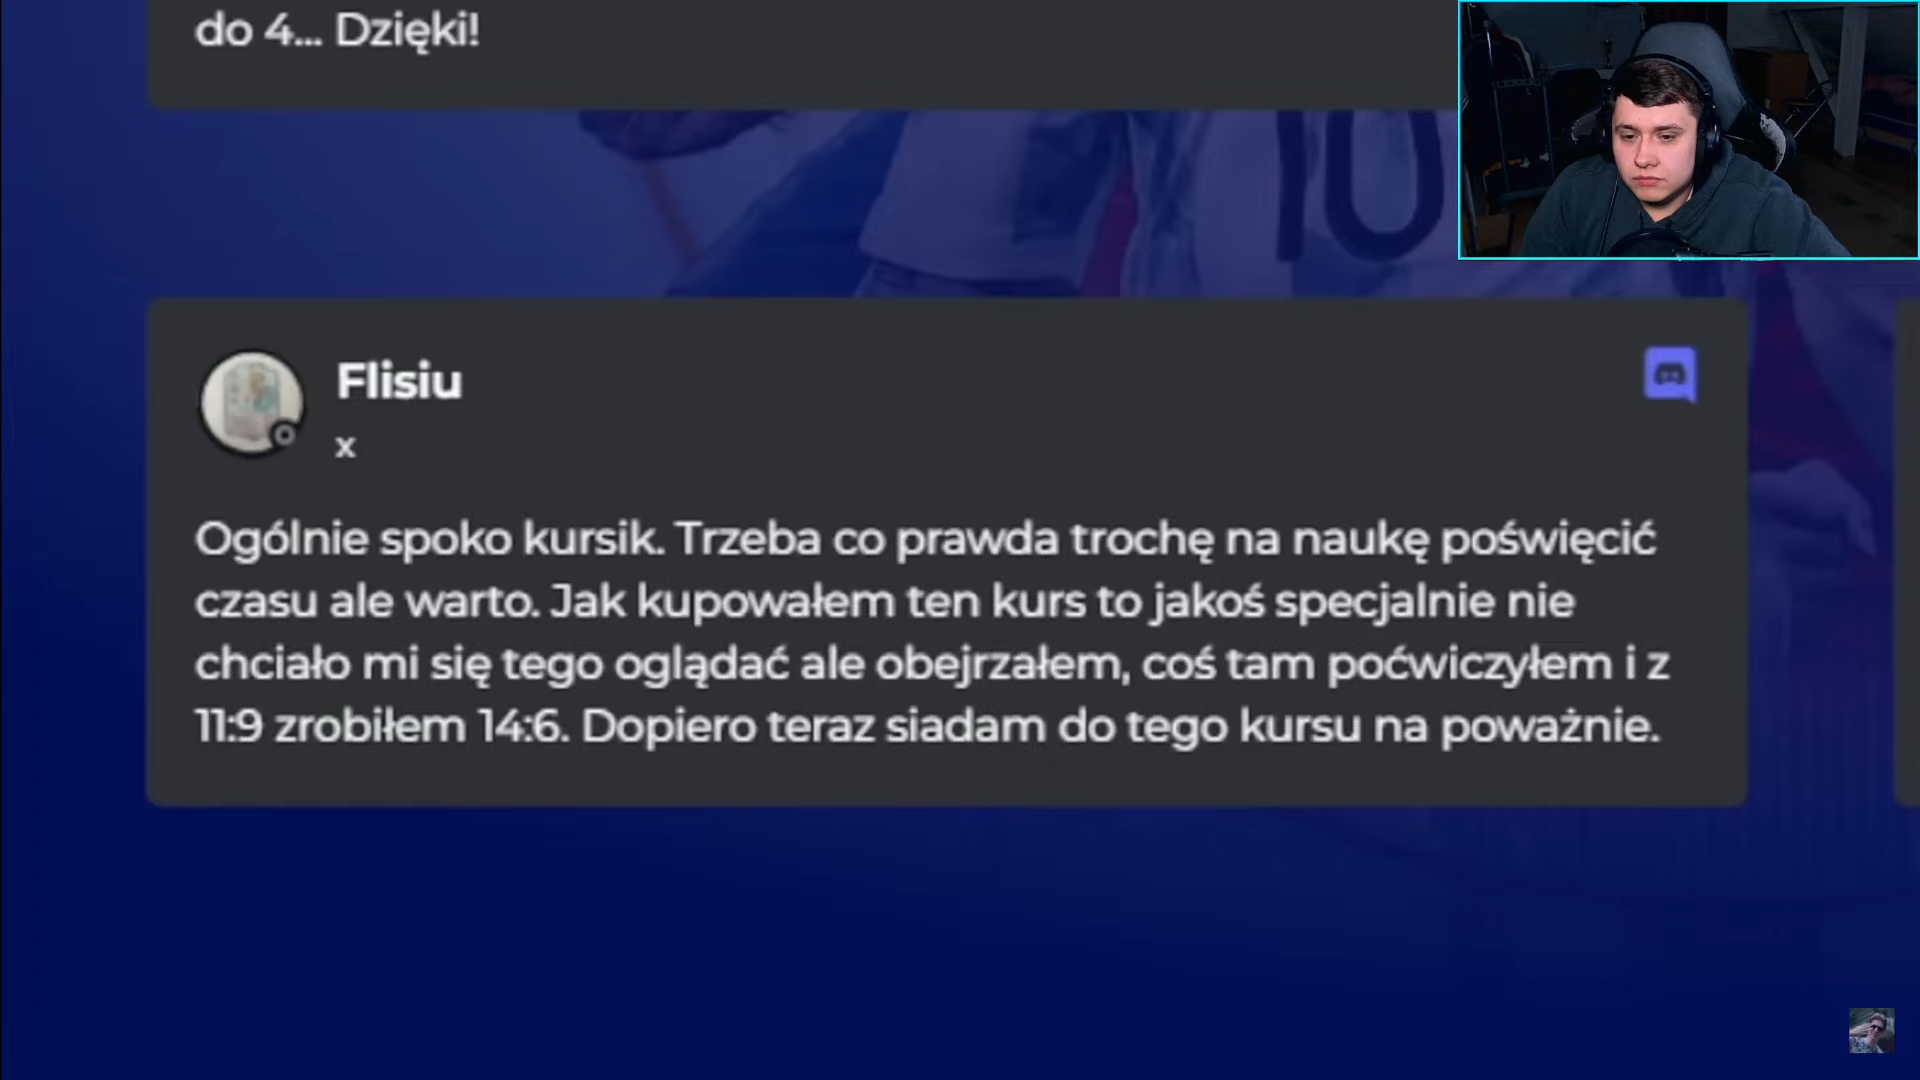 do 4... Dzięki!
10
Flisiu
x
Ogólnie spoko kursik. Trzeba co prawda trochę na naukę poświęcić
czasu ale warto. Jak kupowałem ten kurs to jakoś specjalnie nie
chciało mi się tego oglądać ale obejrzałem, coś tam poćwiczyłem i z
11:9 zrobiłem 14:6. Dopiero teraz siadam do tego kursu na poważnie.